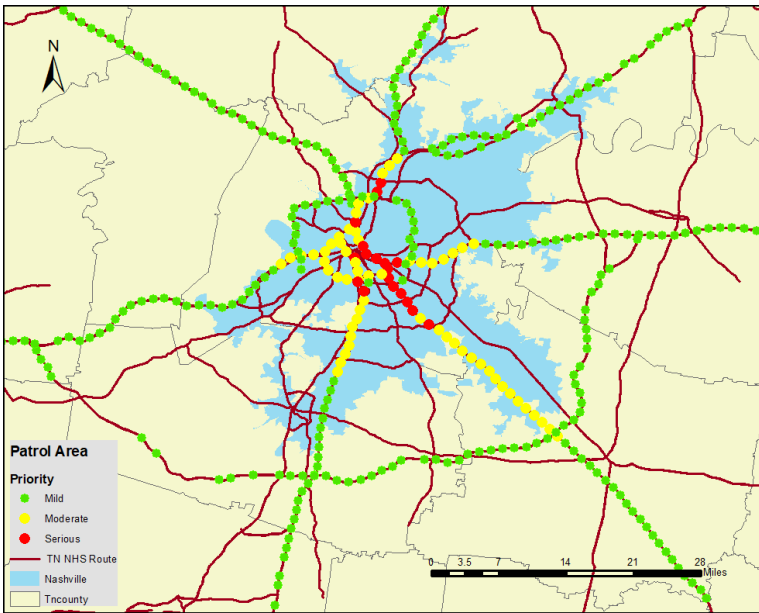 N
Patrol Area
Priority
Mild
Moderate
Serious
TN NHS Route
Nashville
Tncounty
0 3.5 7 14 21 28
Miles